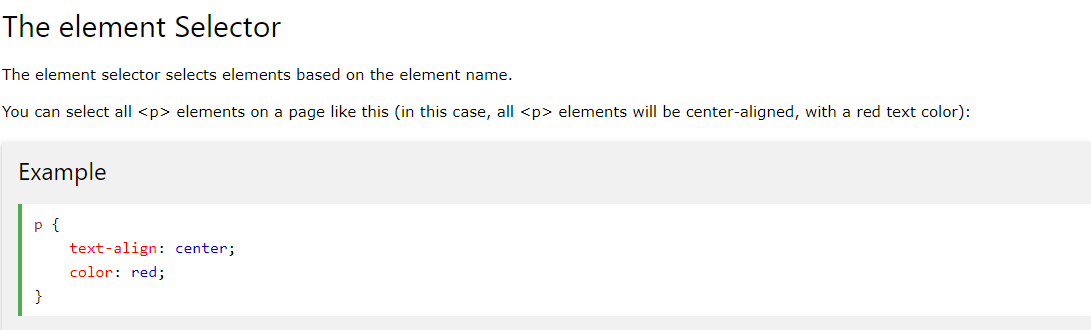 The element Selector
The element selector selects elements based on the element name.
You can select all <p> elements on a page like this (in this case, all <p> elements will be center-aligned, with a red text color):
Example
p {
    text-align: center;
    color: red;
}